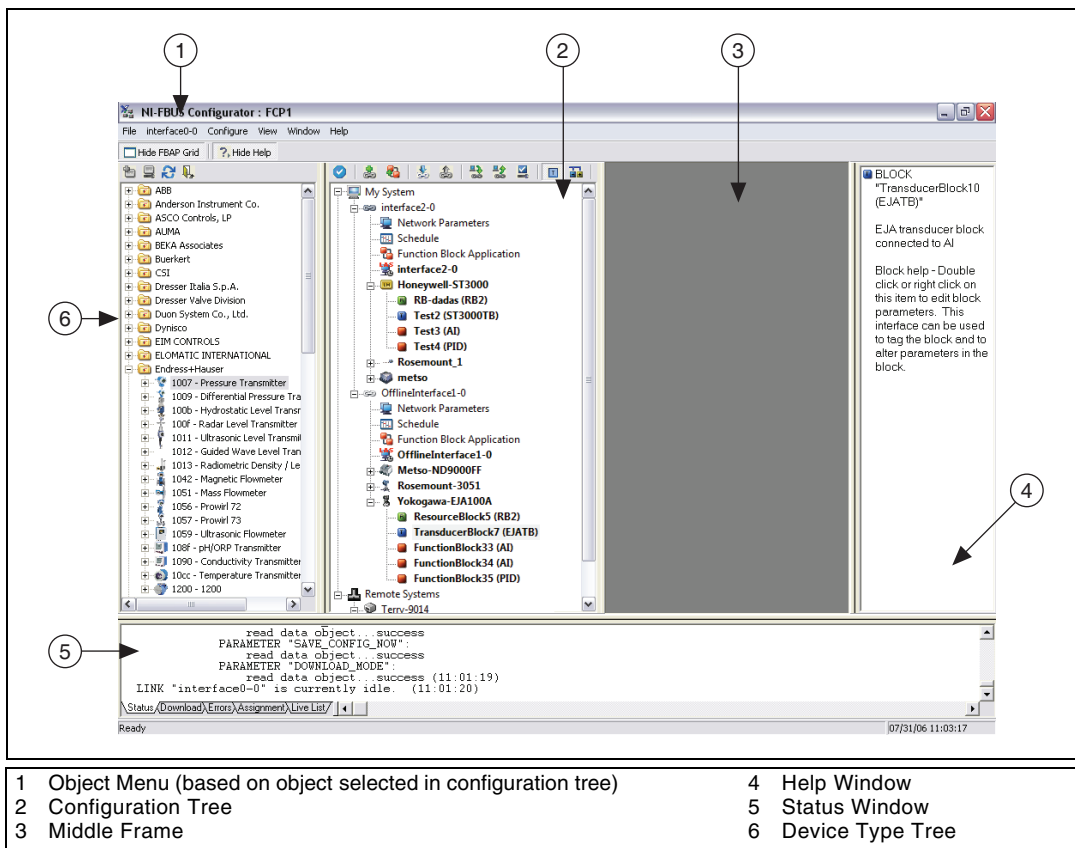 1
2
3
NI-FBUS Configurator : FCP1
File interface0-0 Configure View Window Help
Hide FBAP Grid ? Hide Help
ABB
Anderson Instrument Co.
ASCO Controls, LP
AUMA
BEKA Associates
Buerkert
CSI
Dresser Italia S.p.A.
Dresser Valve Division
Duon System Co., Ltd.
Dynisco
EIM CONTROLS
ELOMATIC INTERNATIONAL
Endress+Hauser
1007 - Pressure Transmitter
1009 - Differential Pressure Tra
100b - Hydrostatic Level Transr
100f - Radar Level Transmitter
1011 - Ultrasonic Level Transmit
1012 - Guided Wave Level Tran
1013 - Radiometric Density / Le
1042 - Magnetic Flowmeter
1051 - Mass Flowmeter
1056 - Prowirl 72
1057 - Prowirl 73
1059 - Ultrasonic Flowmeter
108f - pH/ORP Transmitter
1090 - Conductivity Transmitter
10cc - Temperature Transmitter
1200 - 1200
6
My System
interface2-0
Network Parameters
Schedule
Function Block Application
interface2-0
Honeywell-ST3000
RB-dadas (RB2)
Test2 (ST3000TB)
Test3 (AI)
Test4 (PID)
Rosemount_1
metso
OfflineInterface1-0
Network Parameters
Schedule
Function Block Application
OfflineInterface1-0
Metso-ND9000FF
Rosemount-3051
Yokogawa-EJA100A
ResourceBlock5 (RB2)
TransducerBlock7 (EJATB)
FunctionBlock33 (AI)
FunctionBlock34 (AI)
FunctionBlock35 (PID)
Remote Systems
Terry-9014
BLOCK
"TransducerBlock10
(EJATB)"
EJA transducer block
connected to AI
Block help - Double
click or right click on
this item to edit block
parameters. This
interface can be used
to tag the block and to
alter parameters in the
block.
4
5
read data object...success
PARAMETER "SAVE_CONFIG_NOW":
read data object...success
PARAMETER "DOWNLOAD_MODE":
read data object...success (11:01:19)
LINK "interface0-0" is currently idle. (11:01:20)
Status Download Errors Assignment Live List
Ready 07/31/06 11:03:17
1 Object Menu (based on object selected in configuration tree)
2 Configuration Tree
3 Middle Frame
4 Help Window
5 Status Window
6 Device Type Tree